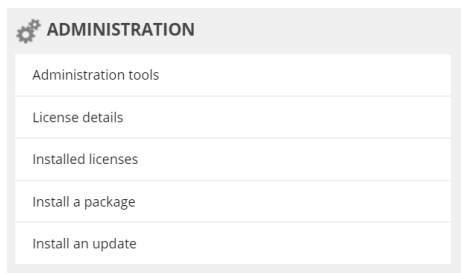 ADMINISTRATION
Administration tools
License details
Installed licenses
Install a package
Install an update